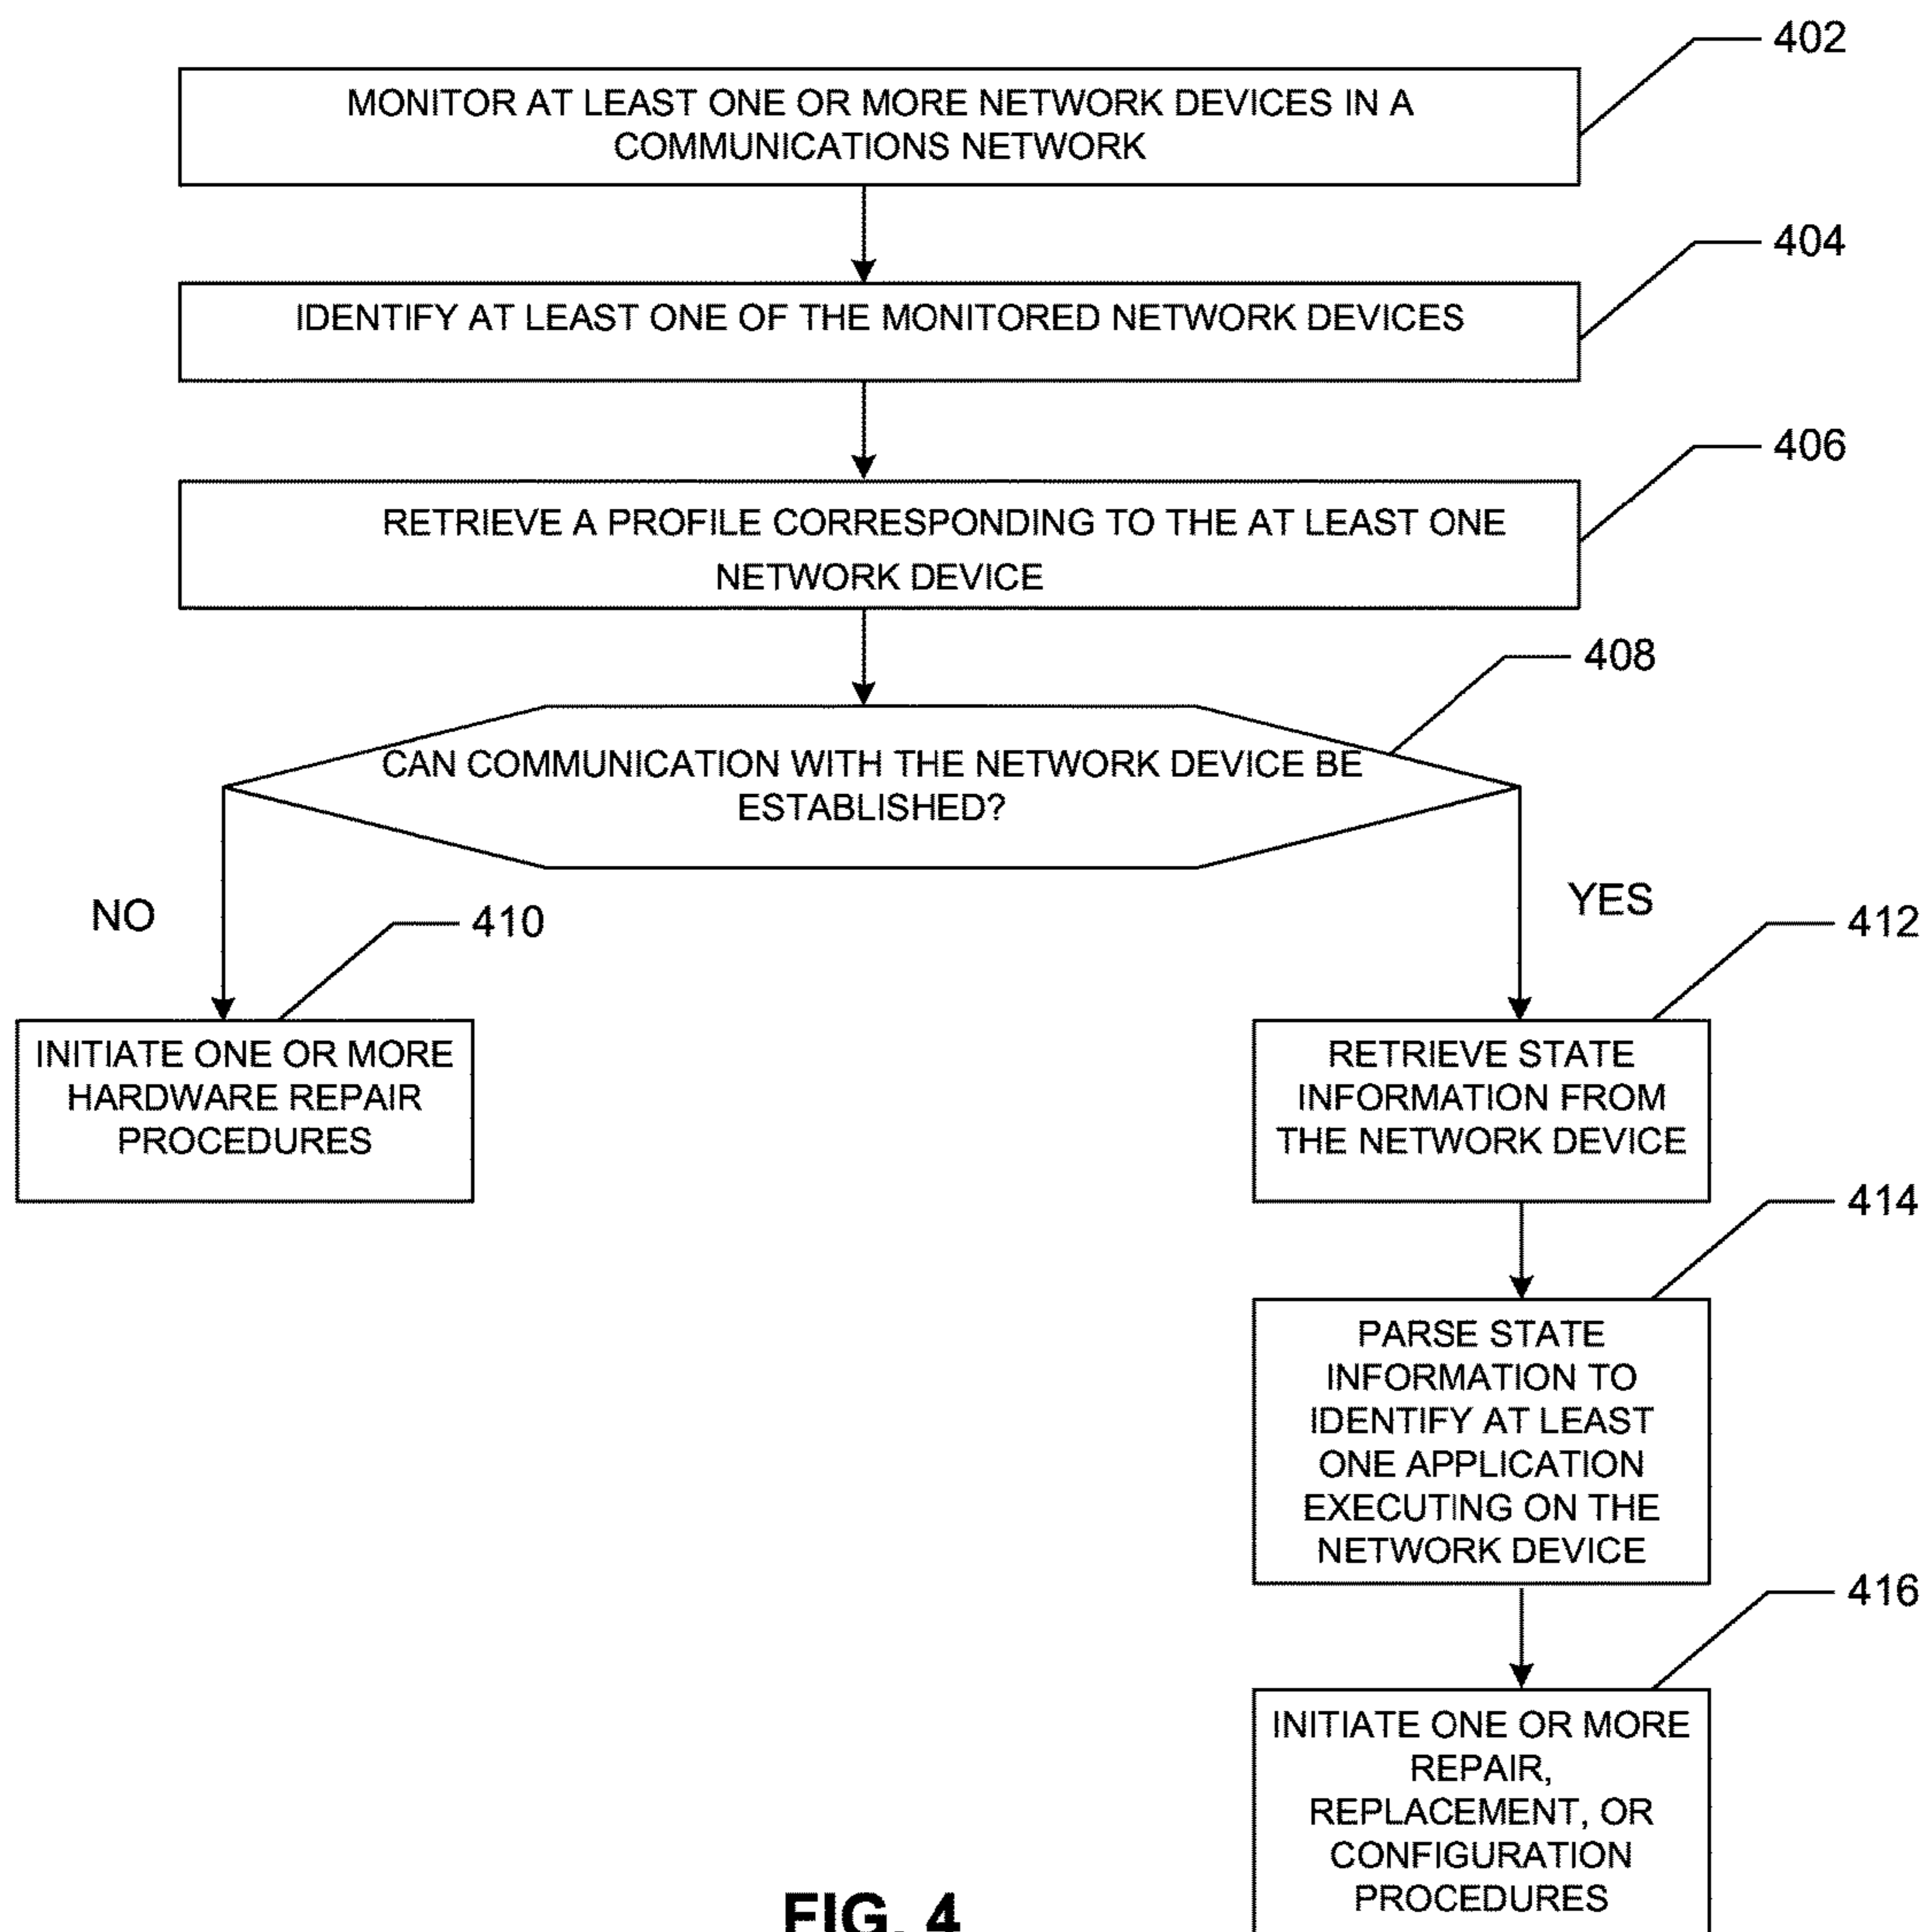 402
MONITOR AT LEAST ONE OR MORE NETWORK DEVICES IN A
COMMUNICATIONS NETWORK
404
IDENTIFY AT LEAST ONE OF THE MONITORED NETWORK DEVICES
406
RETRIEVE A PROFILE CORRESPONDING TO THE AT LEAST ONE
NETWORK DEVICE
408
CAN COMMUNICATION WITH THE NETWORK DEVICE BE
ESTABLISHED?
NO
YES
410
INITIATE ONE OR MORE
HARDWARE REPAIR
PROCEDURES
412
RETRIEVE STATE
INFORMATION FROM
THE NETWORK DEVICE
414
PARSE STATE
INFORMATION TO
IDENTIFY AT LEAST
ONE APPLICATION
EXECUTING ON THE
NETWORK DEVICE
416
INITIATE ONE OR MORE
REPAIR,
REPLACEMENT, OR
CONFIGURATION
PROCEDURES
FIG. 4